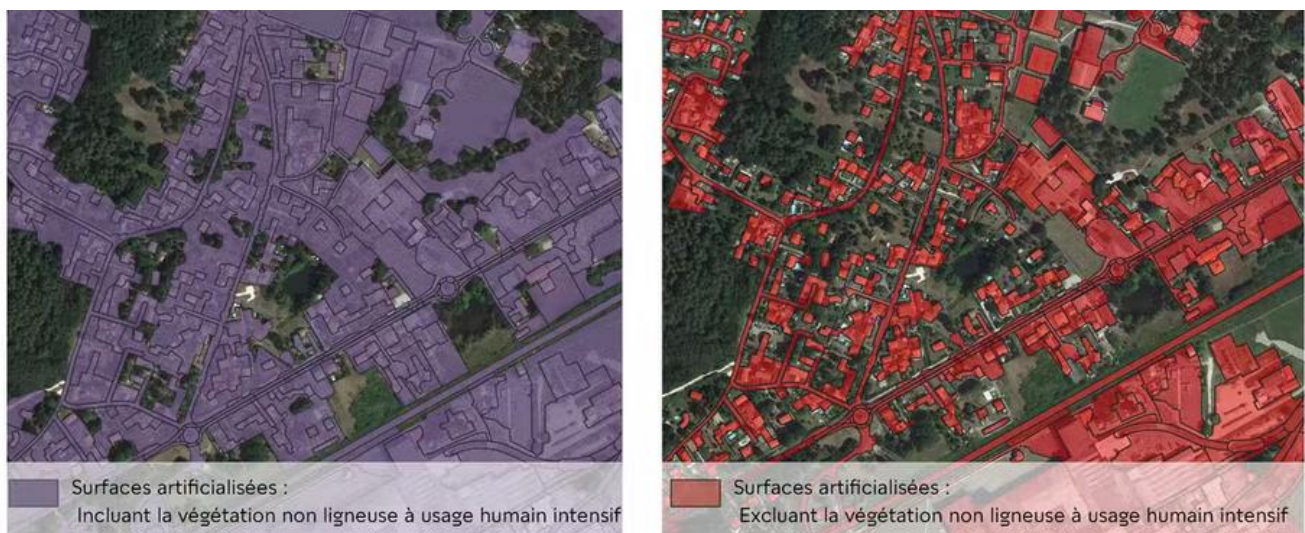 Surfaces artificialisées :
Incluant la végétation non ligneuse à usage humain intensif
Surfaces artificialisées :
Excluant la végétation non ligneuse à usage humain intensif